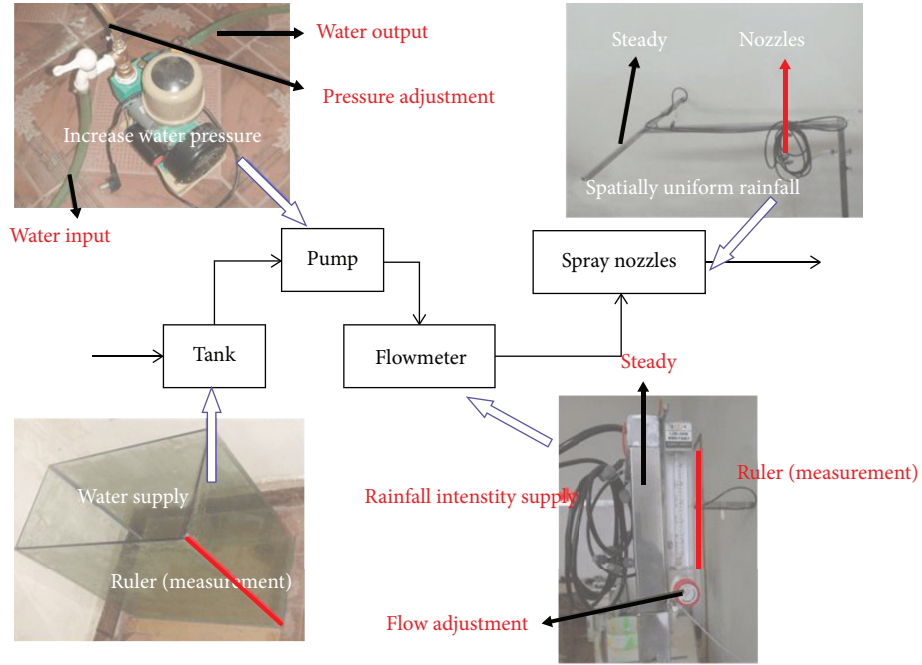 Water output
Pressure adjustment
Increase water pressure
Water input
Steady
Nozzles
Spatially uniform rainfall
Pump
Spray nozzles
Tank
Flowmeter
Steady
Water supply
Ruler (measurement)
Rainfall intenstity supply
Ruler (measurement)
Flow adjustment